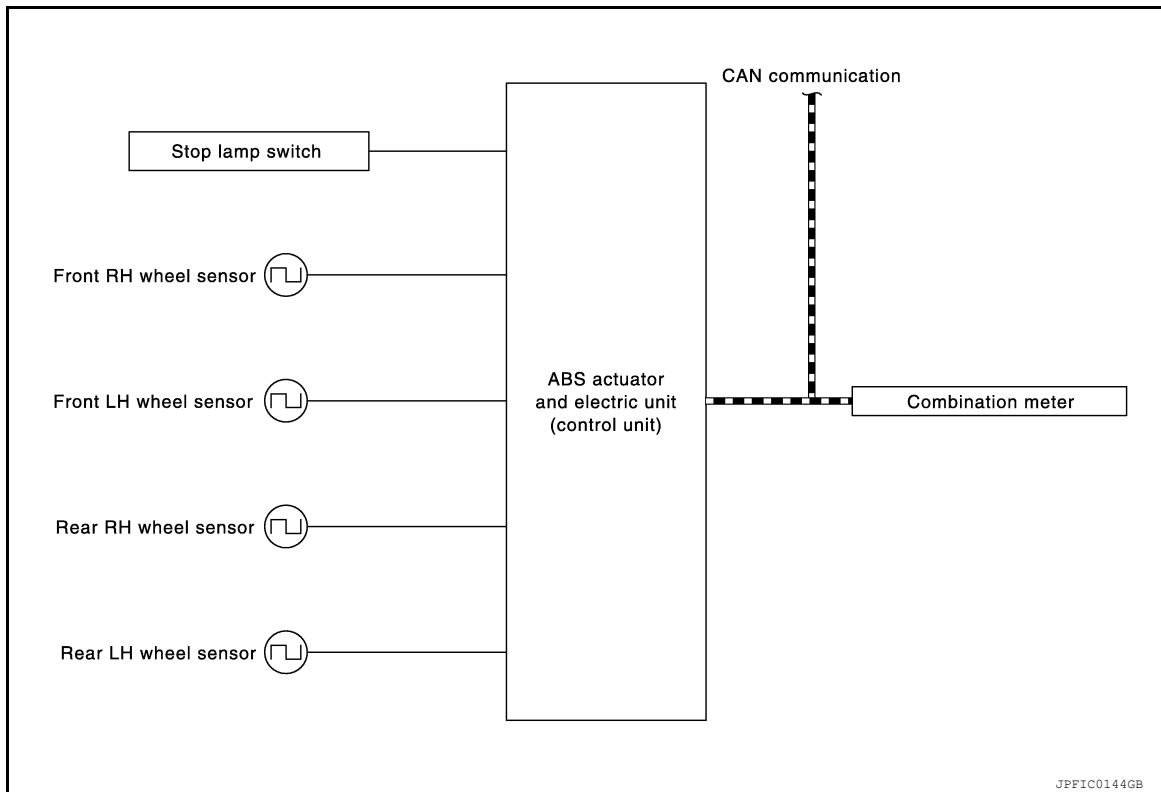 CAN communication
Stop lamp switch
Front RH wheel sensor
Front LH wheel sensor
ABS actuator
and electric unit
(control unit)
Combination meter
Rear RH wheel sensor
Rear LH wheel sensor
JPFIC0144GB